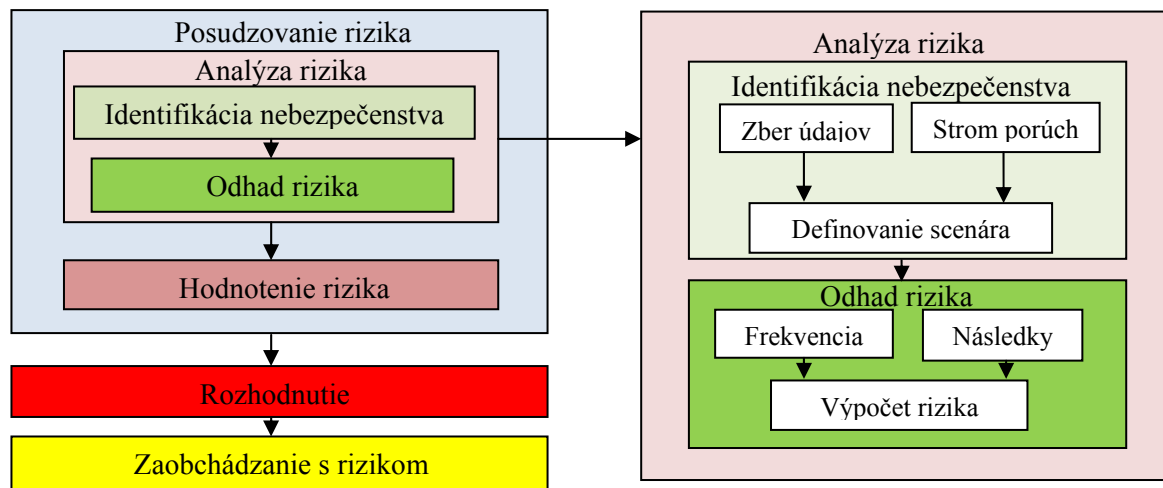 Posudzovanie rizika
Analýza rizika
Identifikácia nebezpečenstva
Odhad rizika
Hodnotenie rizika
Rozhodnutie
Zaobchádzanie s rizikom
Analýza rizika
Identifikácia nebezpečenstva
Zber údajov
Strom porúch
Definovanie scenára
Odhad rizika
Frekvencia
Následky
Výpočet rizika